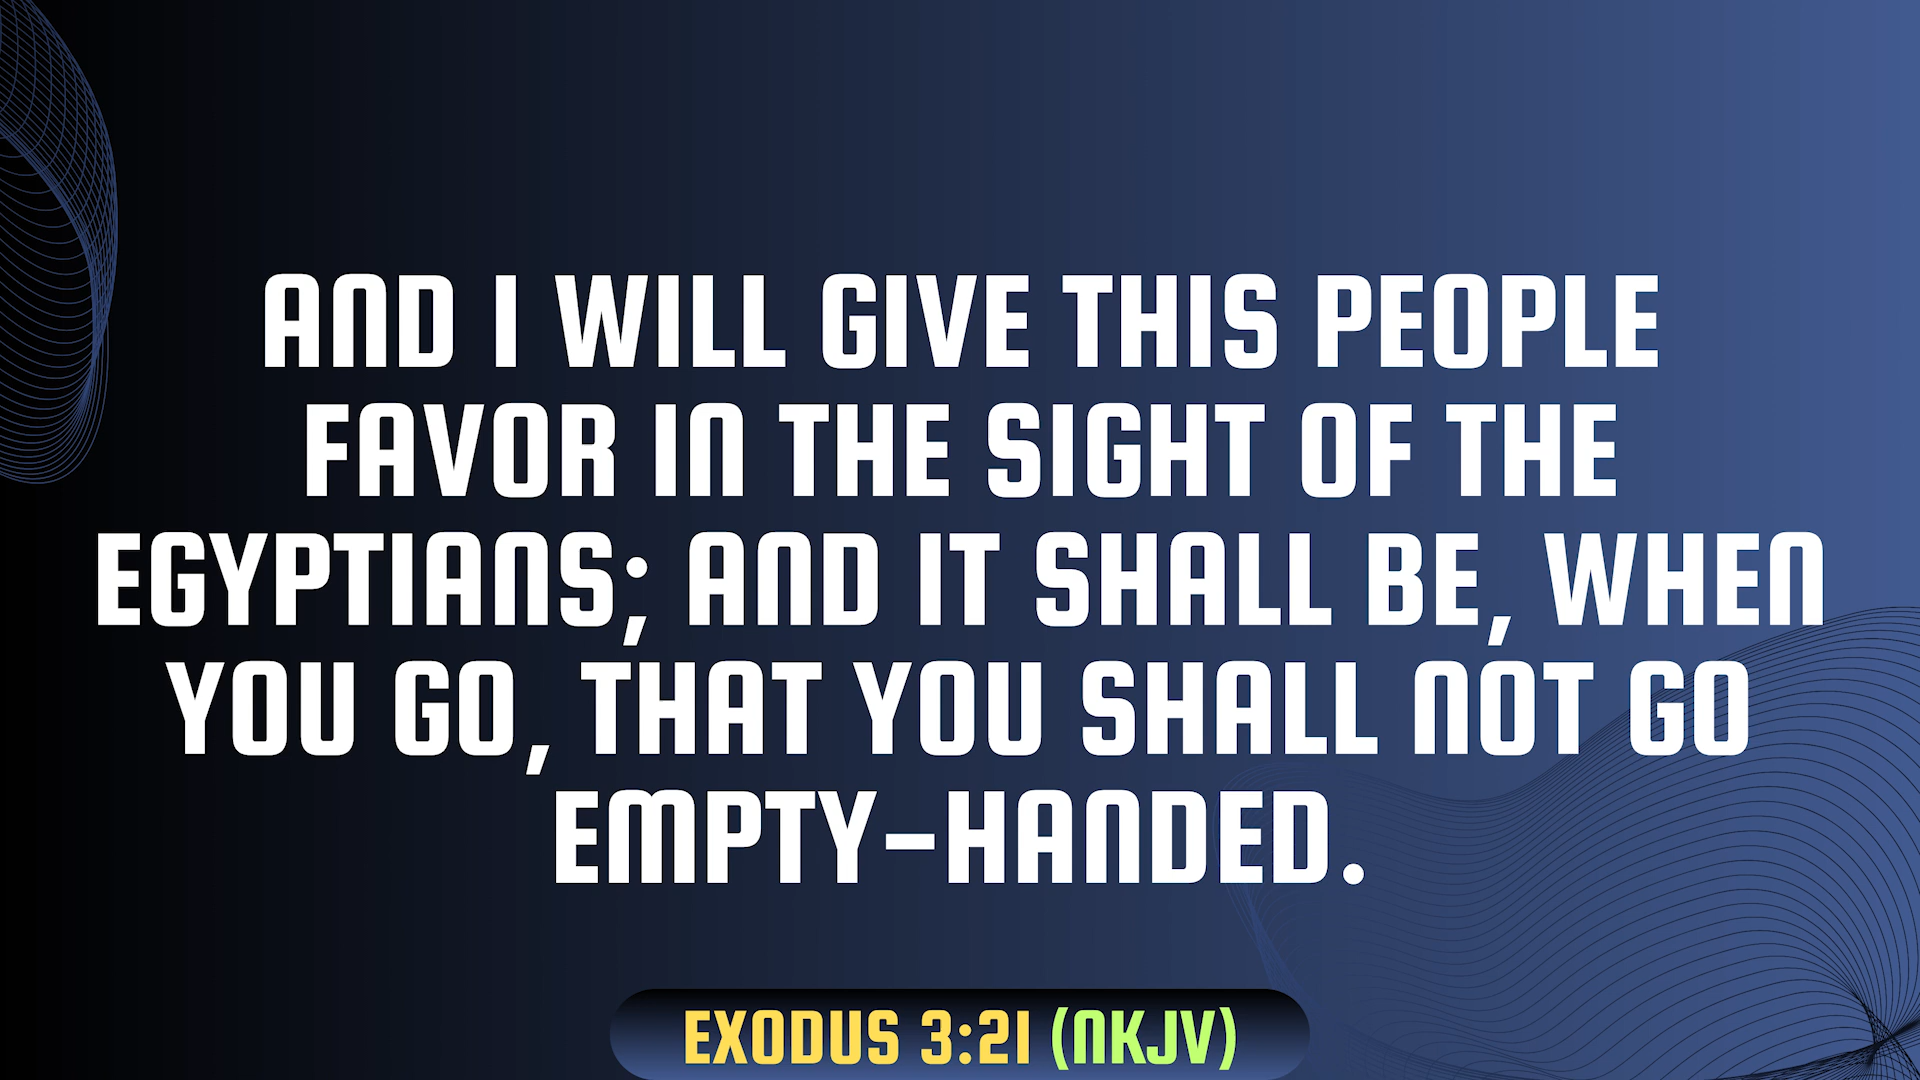 AND I WILL GIVE THIS PEOPLE
FAVOR IN THE SIGHT OF THE
EGYPTIANS; AND IT SHALL BE, WHEN
YOU GO, THAT YOU SHALL NOT GO
EMPTY-HANDED.
EXODUS 3:21 (NKJV)